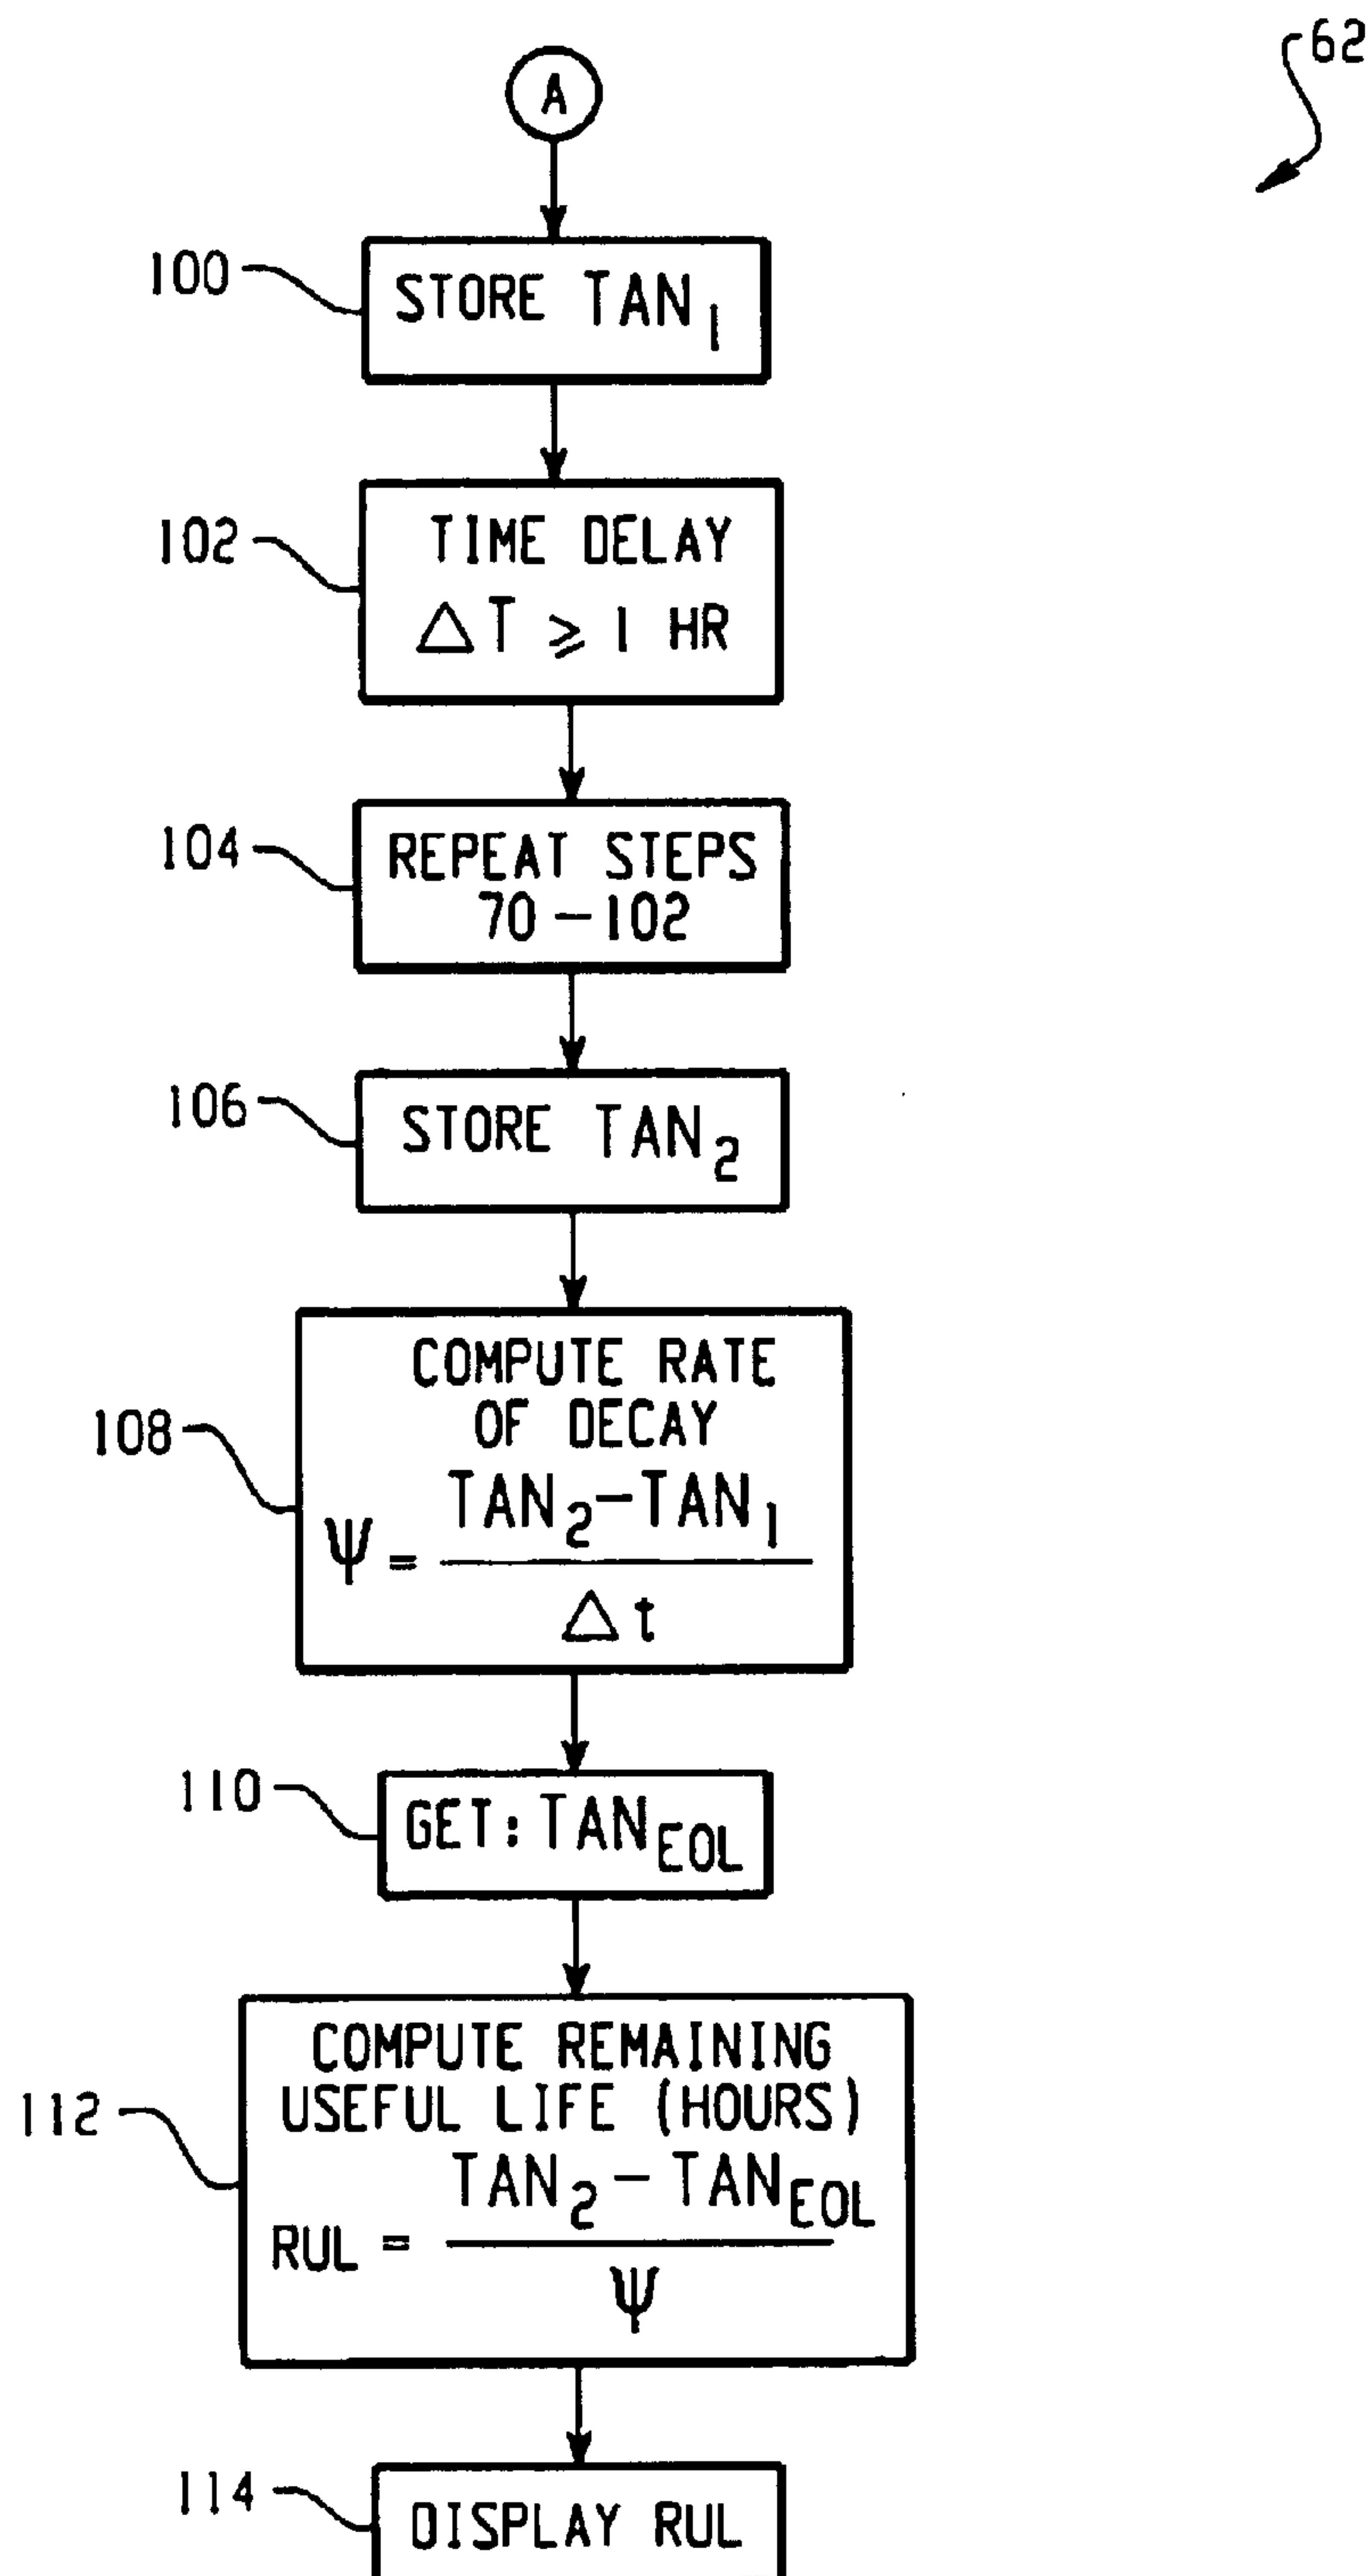 62
A
100
STORE TAN1
102
TIME DELAY
△T ⩾ 1 HR
104
REPEAT STEPS
70-102
106
STORE TAN2
108
COMPUTE RATE
OF DECAY
Ψ = TAN2-TAN1
△t
110
GET: TANEOL
112
COMPUTE REMAINING
USEFUL LIFE (HOURS)
RUL = TAN2 - TANEOL
Ψ
114
DISPLAY RUL